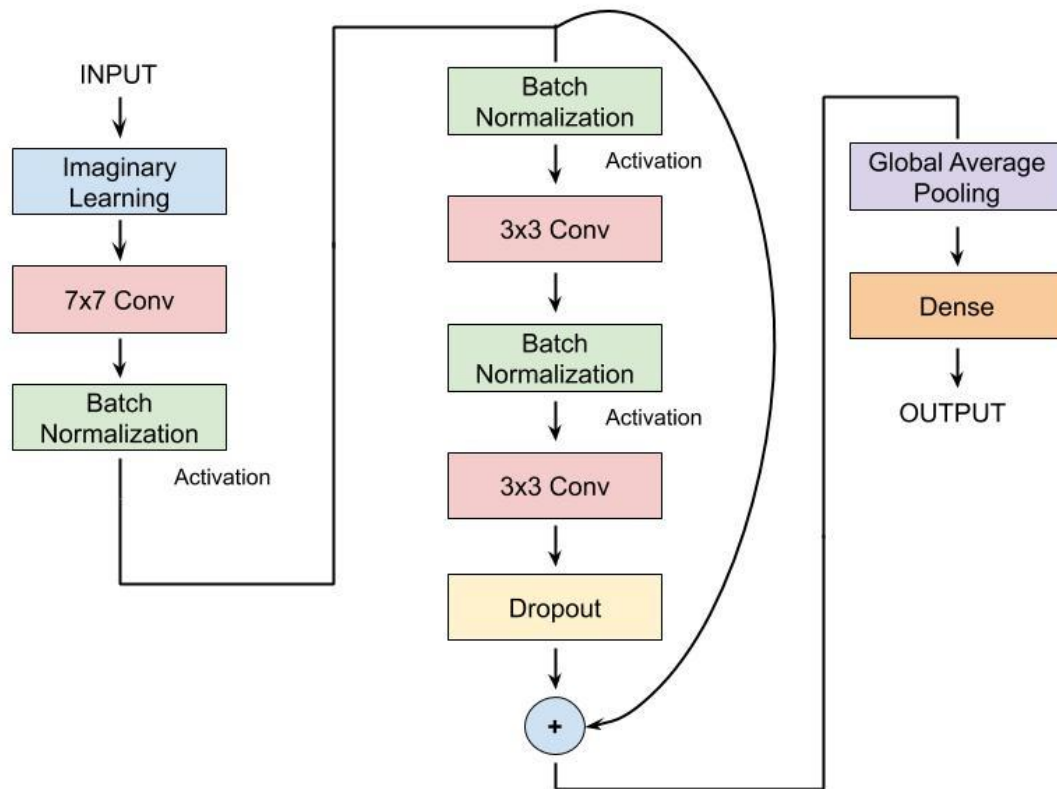 INPUT
Imaginary
Learning
7x7 Conv
Batch
Normalization
Activation
Batch
Normalization
Activation
3x3 Conv
Batch
Normalization
Activation
3x3 Conv
Dropout
+
Global Average
Pooling
Dense
OUTPUT